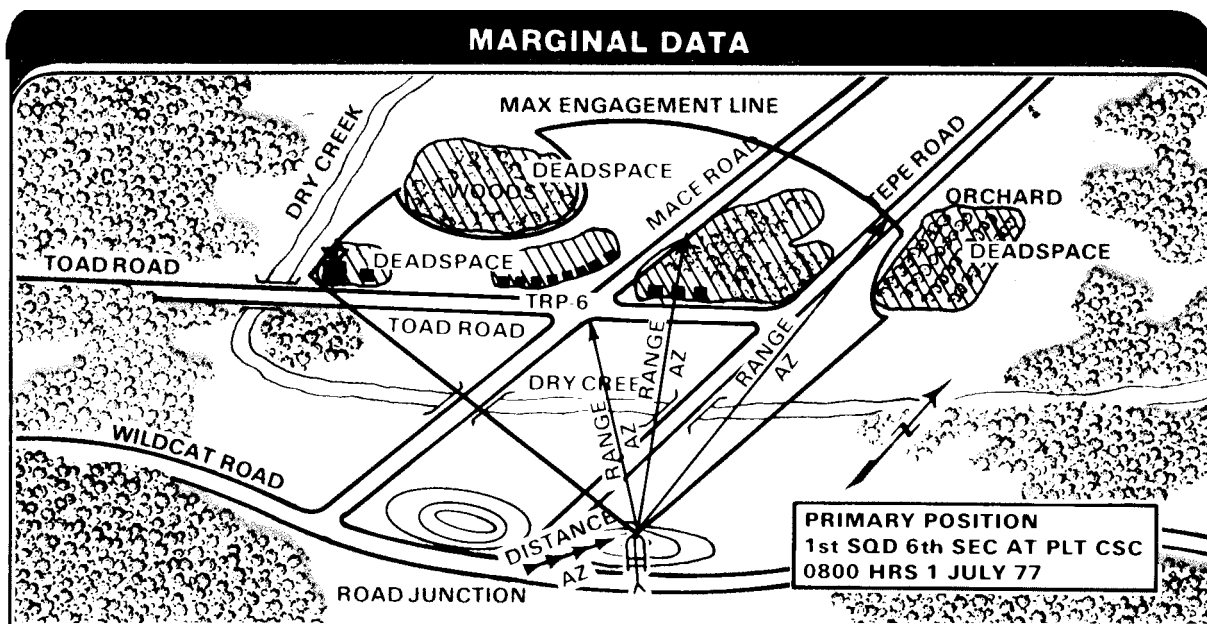 MARGINAL DATA
MAX ENGAGEMENT LINE
DRY CREEK
DEADSPACE
WOODS
MACE ROAD
TEPE ROAD
ORCHARD
DEADSPACE
TOAD ROAD
DEADSPACE
TRP-6
TOAD ROAD
RANGE
AZ
RANGE
AZ
DRY CREE
RANGE
AZ
WILDCAT ROAD
N
DISTANCE
AZ
ROAD JUNCTION
PRIMARY POSITION
1st SQD 6th SEC AT PLT CSC
0800 HRS 1 JULY 77